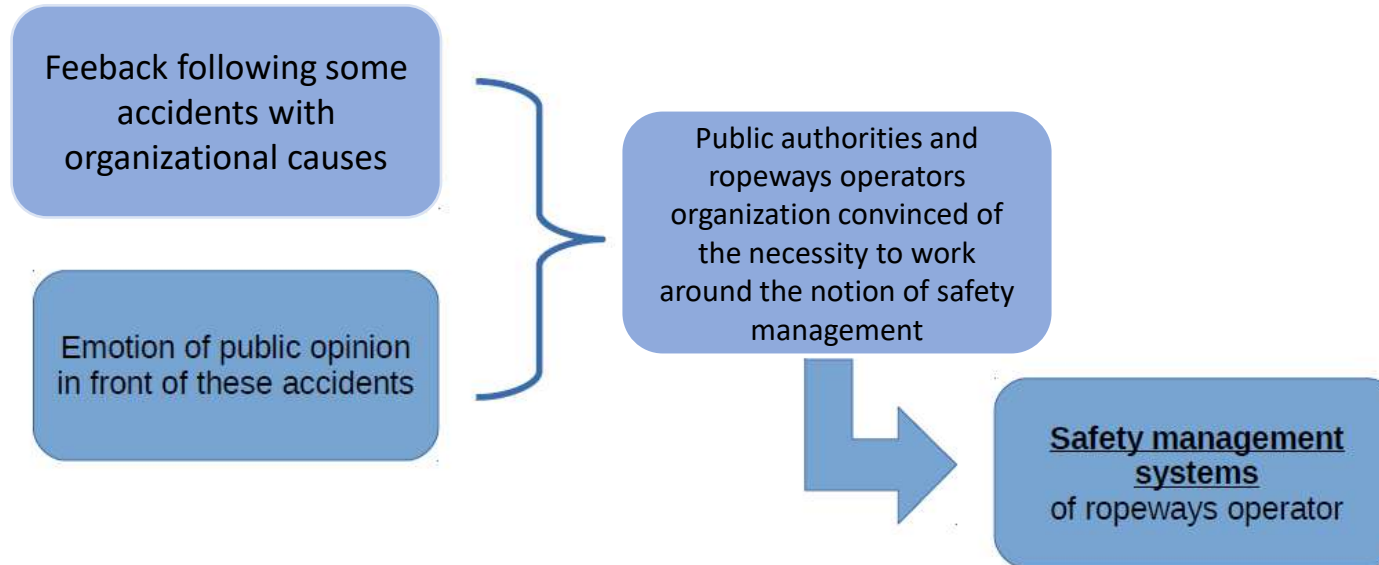 Feeback following some
accidents with
organizational causes
Emotion of public opinion
in front of these accidents
Public authorities and
ropeways operators
organization convinced of
the necessity to work
around the notion of safety
management
Safety management
systems
of ropeways operator